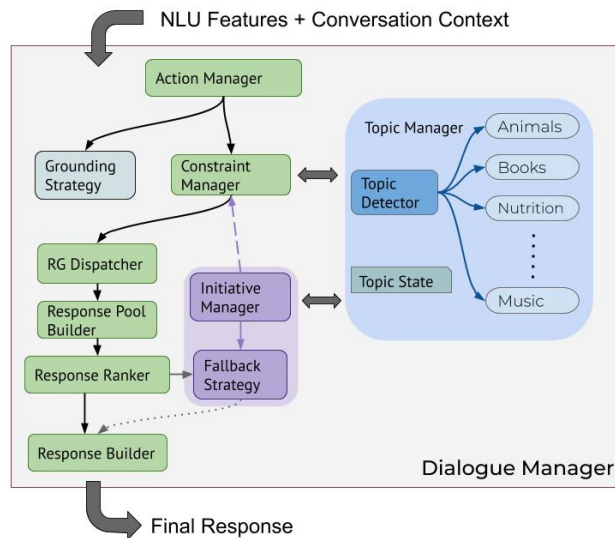 NLU Features + Conversation Context
Action Manager
Grounding
Strategy
Constraint
Manager
Topic Manager
Animals
Books
Topic
Detector
Nutrition
RG Dispatcher
Initiative
Manager
Topic State
Music
Response Pool
Builder
Response Ranker
Fallback
Strategy
Response Builder
Dialogue Manager
Final Response